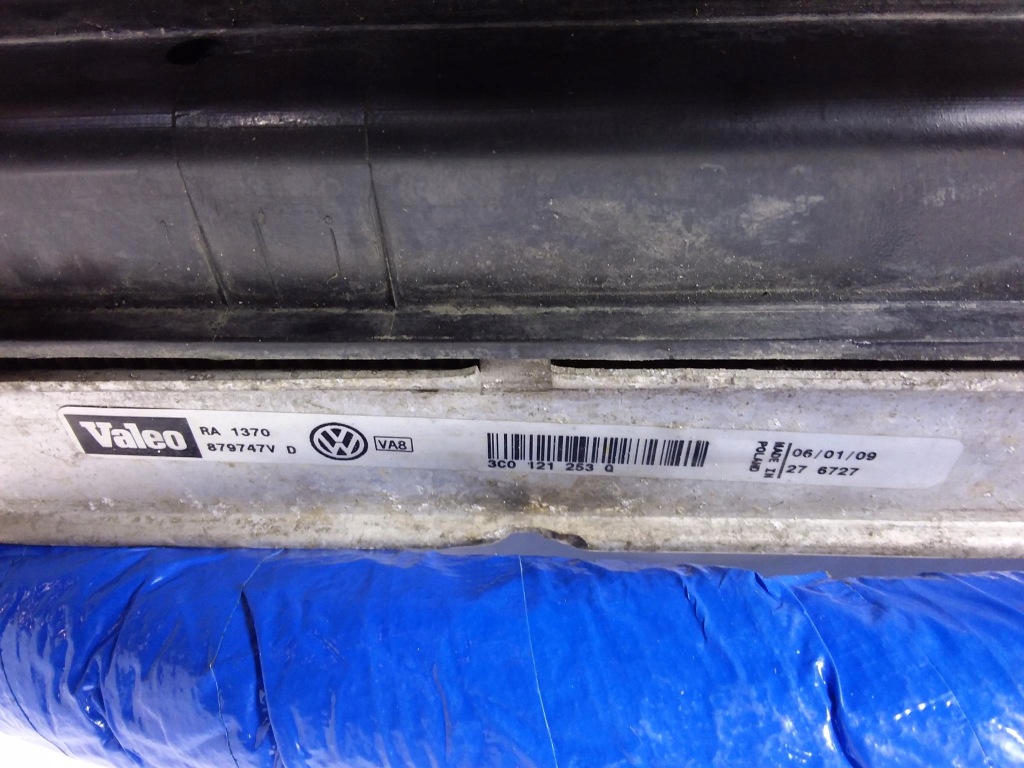 Valeo
RA 1370
879747V D
VA8
3C0 121 253 Q
MADE IN
POLAND
06/01/09
27 6727